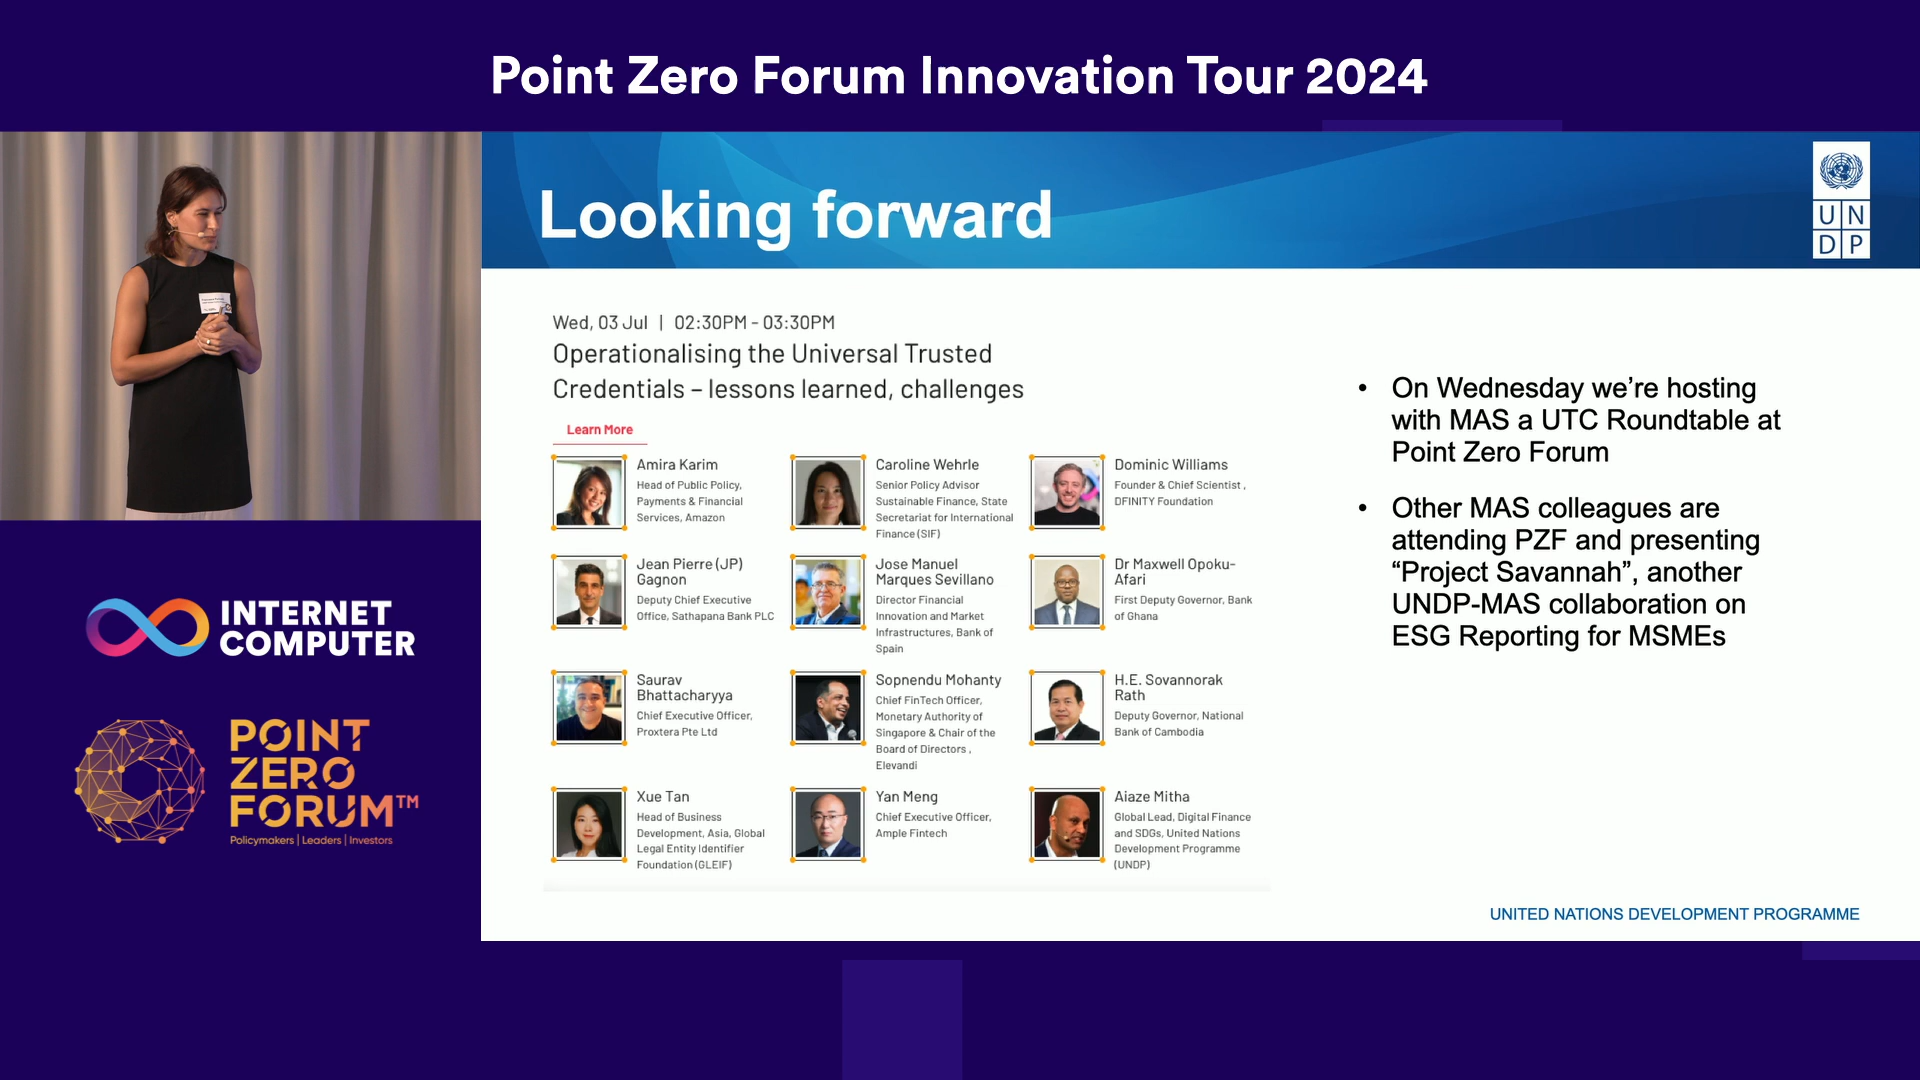 Point Zero Forum Innovation Tour 2024
Looking forward
U N
D P
Wed, 03 Jul | 02:30PM - 03:30PM
Operationalising the Universal Trusted
Credentials – lessons learned, challenges
Learn More
Amira Karim
Head of Public Policy,
Payments & Financial
Services, Amazon
Caroline Wehrle
Senior Policy Advisor
Sustainable Finance, State
Secretariat for International
Finance (SIF)
Dominic Williams
Founder & Chief Scientist ,
DFINITY Foundation
Jean Pierre (JP)
Gagnon
Deputy Chief Executive
Office, Sathapana Bank PLC
Jose Manuel
Marques Sevillano
Director Financial
Innovation and Market
Infrastructures, Bank of
Spain
Dr Maxwell Opoku-
Afari
First Deputy Governor, Bank
of Ghana
Saurav
Bhattacharyya
Chief Executive Officer,
Proxtera Pte Ltd
Sopnendu Mohanty
Chief FinTech Officer,
Monetary Authority of
Singapore & Chair of the
Board of Directors ,
Elevandi
H.E. Sovannorak
Rath
Deputy Governor, National
Bank of Cambodia
Xue Tan
Head of Business
Development, Asia, Global
Legal Entity Identifier
Foundation (GLEIF)
Yan Meng
Chief Executive Officer,
Ample Fintech
Aiaze Mitha
Global Lead, Digital Finance
and SDGs, United Nations
Development Programme
(UNDP)
• On Wednesday we’re hosting
with MAS a UTC Roundtable at
Point Zero Forum
• Other MAS colleagues are
attending PZF and presenting
“Project Savannah”, another
UNDP-MAS collaboration on
ESG Reporting for MSMEs
UNITED NATIONS DEVELOPMENT PROGRAMME
INTERNET
COMPUTER
POINT
ZERO
FORUM™
Policymakers | Leaders | Investors